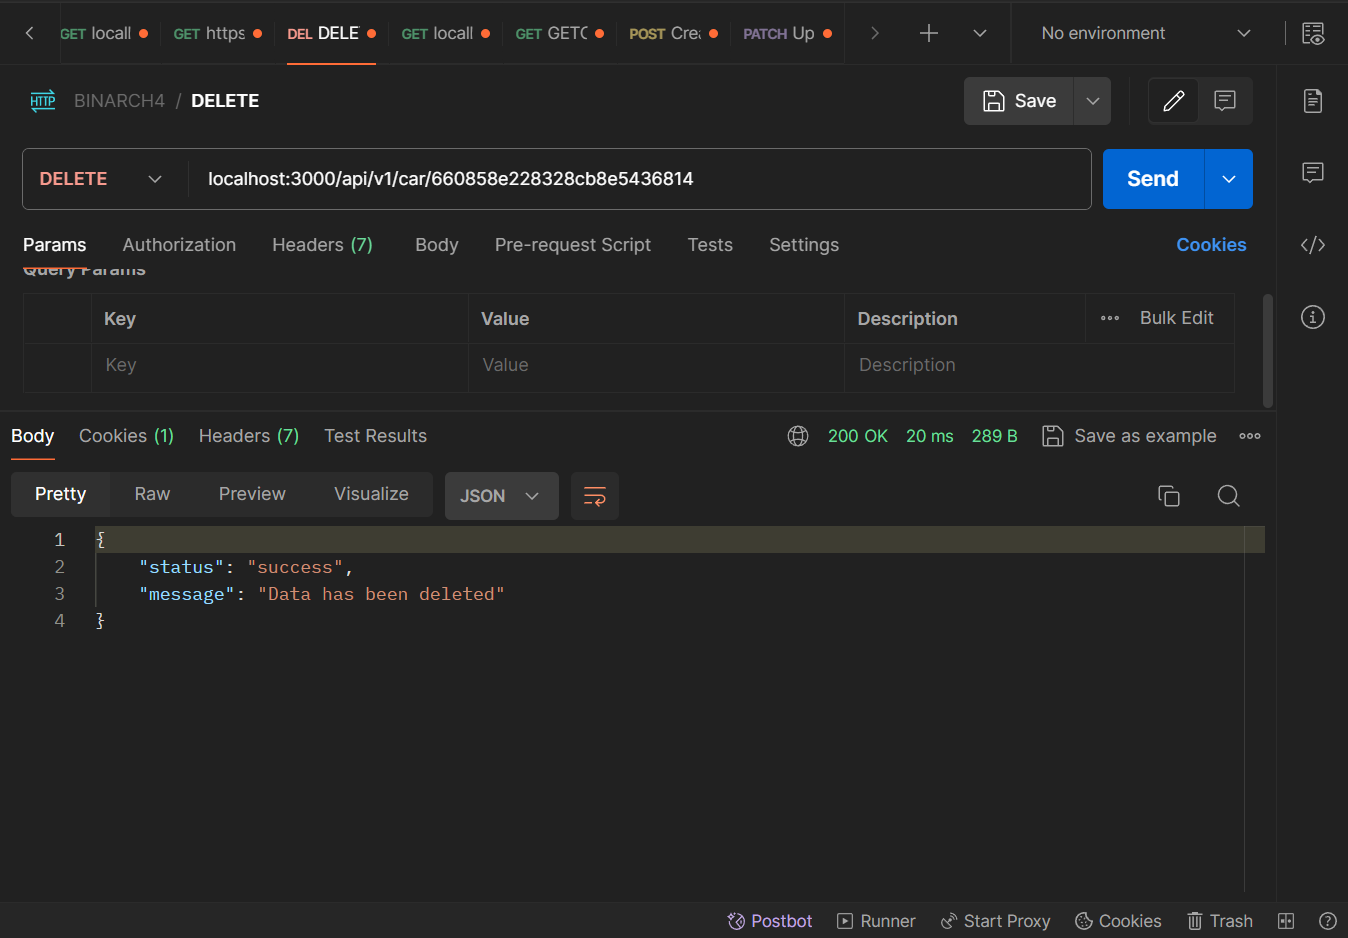 GET locall GET https DEL DELE GET locall GET GETC POST Cre PATCH Up No environment
HTTP BINARCH4 / DELETE Save
DELETE localhost:3000/api/v1/car/660858e228328cb8e5436814 Send
Params Authorization Headers (7) Body Pre-request Script Tests Settings Cookies
Query Params
Key Value Description Bulk Edit
Key Value Description
Body Cookies (1) Headers (7) Test Results 200 OK 20 ms 289 B Save as example
Pretty Raw Preview Visualize JSON
1 {
2 "status": "success",
3 "message": "Data has been deleted"
4 }
Postbot Runner Start Proxy Cookies Trash